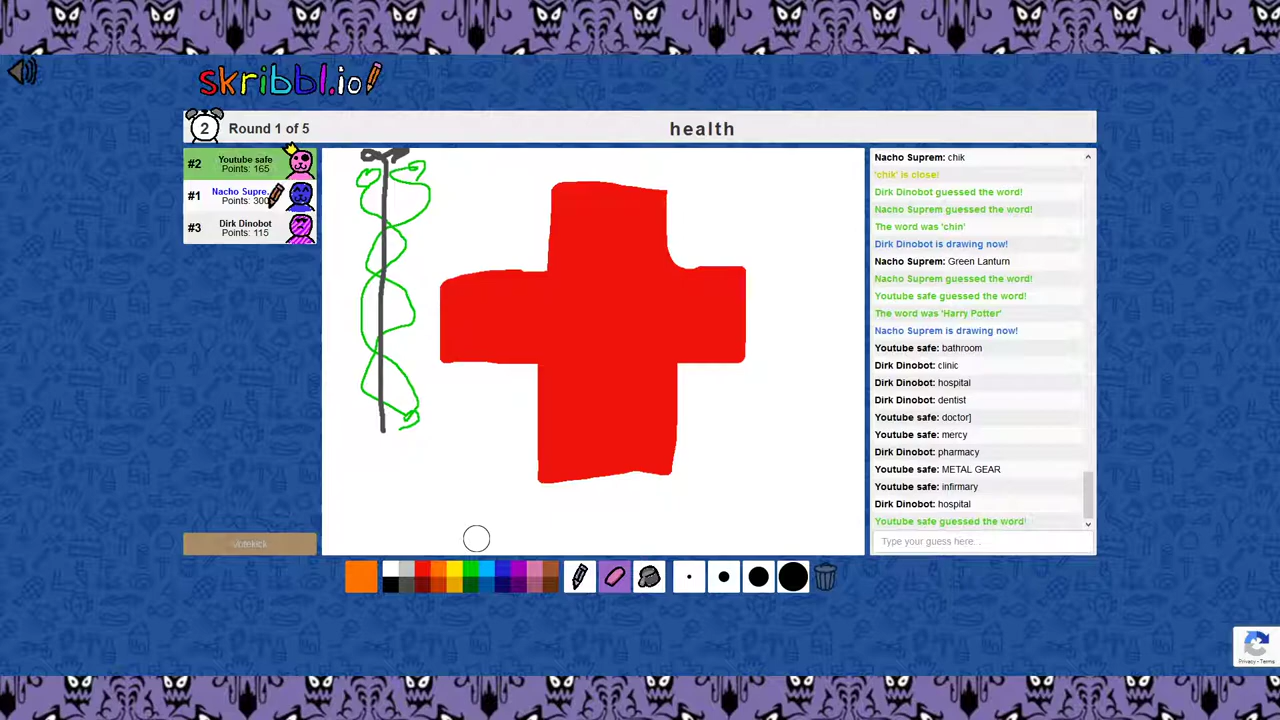 skribbl.io
2
Round 1 of 5
health
#2
Youtube safe
Points: 165
#1
Nacho Supre..
Points: 300
#3
Dirk Dinobot
Points: 115
Votekick
Nacho Suprem: chik
'chik' is close!
Dirk Dinobot guessed the word!
Nacho Suprem guessed the word!
The word was 'chin'
Dirk Dinobot is drawing now!
Nacho Suprem: Green Lanturn
Nacho Suprem guessed the word!
Youtube safe guessed the word!
The word was 'Harry Potter'
Nacho Suprem is drawing now!
Youtube safe: bathroom
Dirk Dinobot: clinic
Dirk Dinobot: hospital
Dirk Dinobot: dentist
Youtube safe: doctor]
Youtube safe: mercy
Dirk Dinobot: pharmacy
Youtube safe: METAL GEAR
Youtube safe: infirmary
Dirk Dinobot: hospital
Youtube safe guessed the word!
Type your guess here...
Privacy - Terms